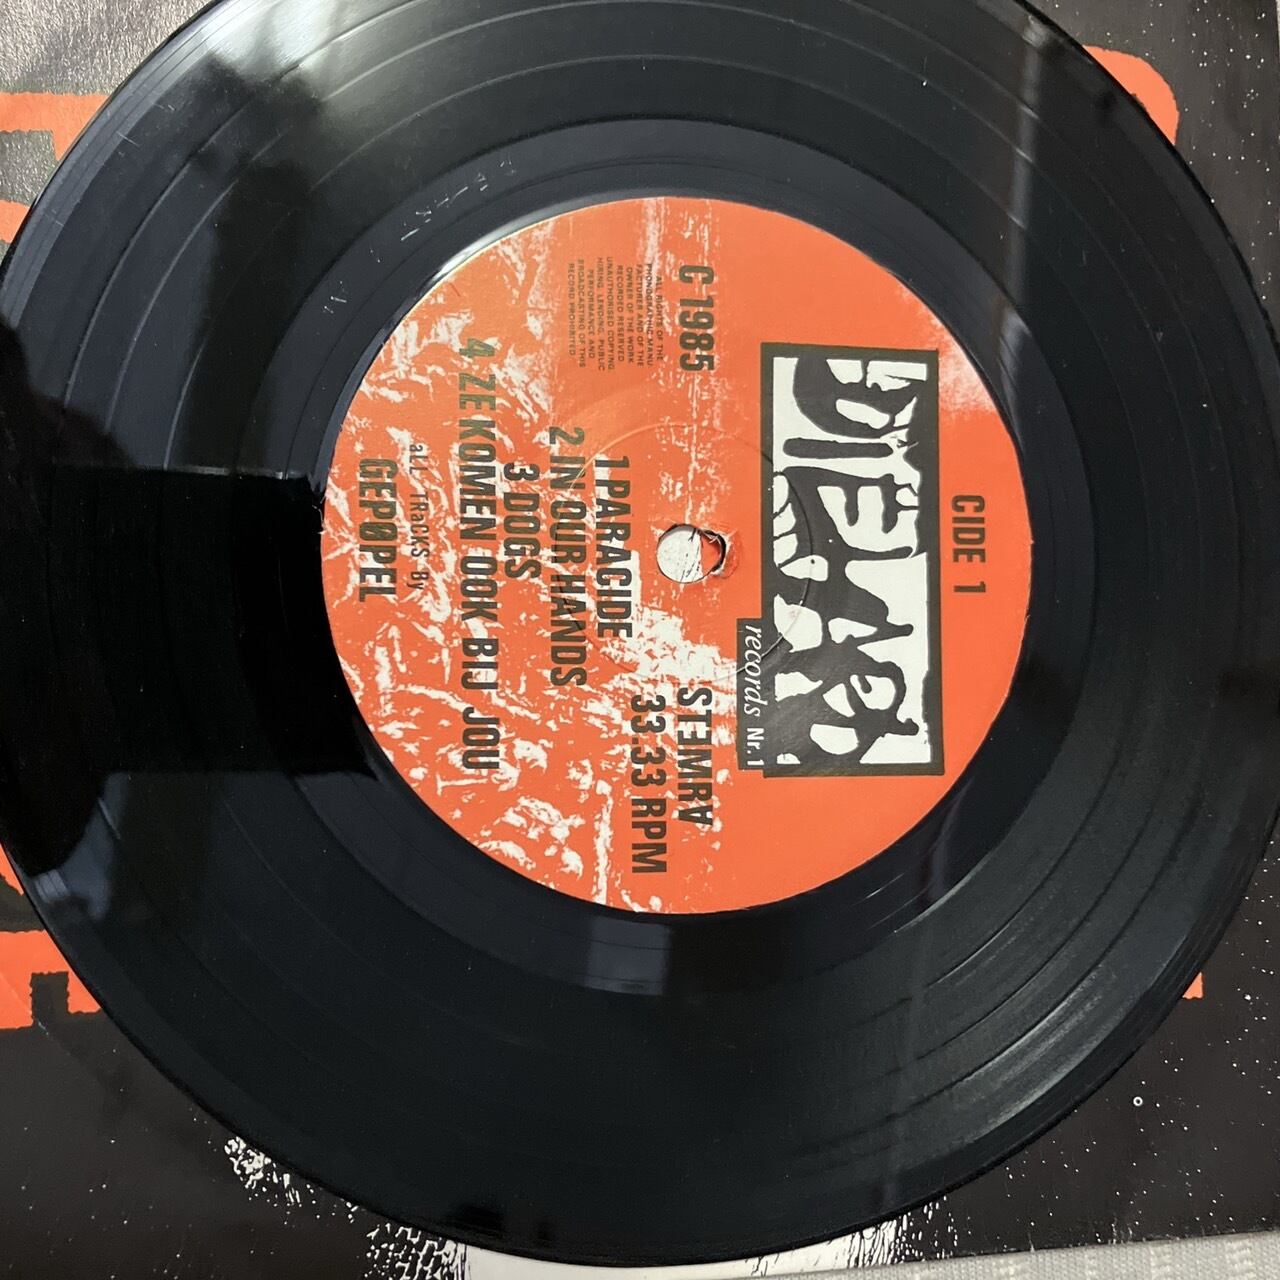 CIDE 1
records Nr.1
C 1985
STEMRA
33.33 RPM
ALL RIGHTS OF THE
PHONOGRAPHIC MANU-
FACTURER AND OF THE
OWNER OF THE WORK
RECORDED RESERVED.
UNAUTHORISED COPYING,
HIRING, LENDING, PUBLIC
PERFORMANCE AND
BROADCASTING OF THIS
RECORD PROHIBITED
1 PARACIDE
2 IN OUR HANDS
3 DOGS
4 ZE KOMEN OOK BIJ JOU
aLL TRaCKS By
GEPØPEL